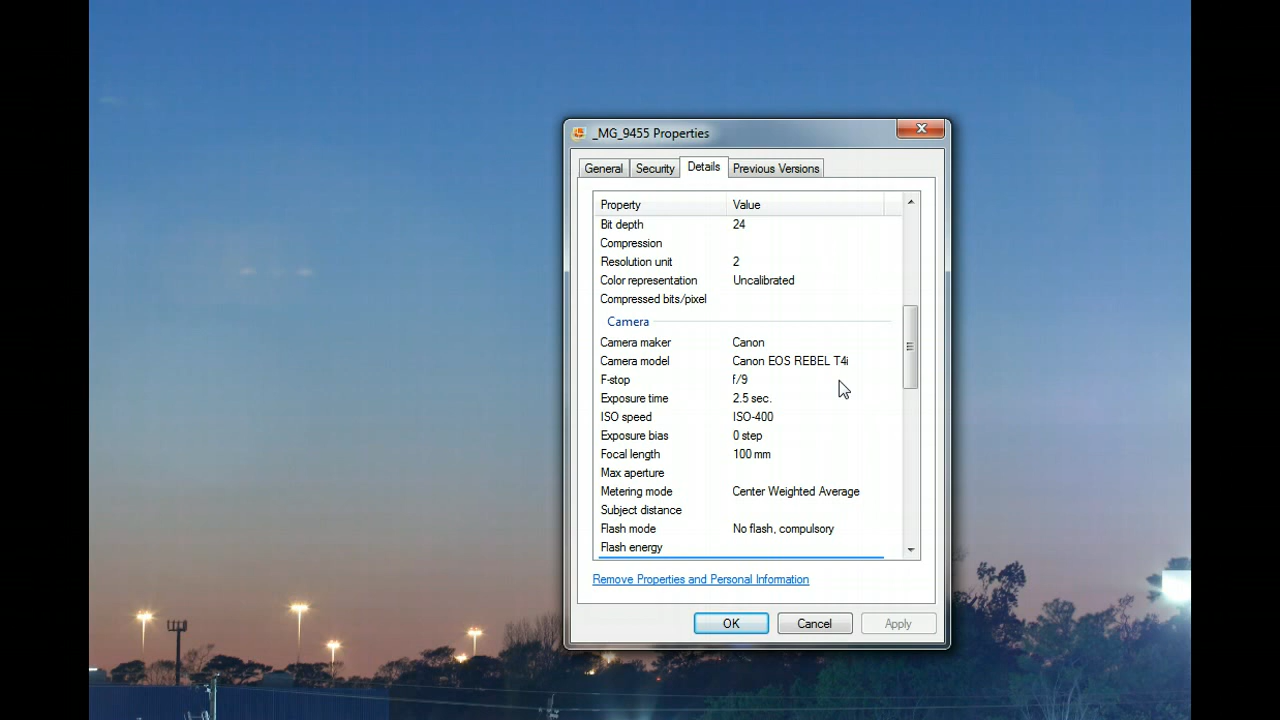 _MG_9455 Properties
General Security Details Previous Versions
Property Value
Bit depth 24
Compression
Resolution unit 2
Color representation Uncalibrated
Compressed bits/pixel
Camera
Camera maker Canon
Camera model Canon EOS REBEL T4i
F-stop f/9
Exposure time 2.5 sec.
ISO speed ISO-400
Exposure bias 0 step
Focal length 100 mm
Max aperture
Metering mode Center Weighted Average
Subject distance
Flash mode No flash, compulsory
Flash energy
Remove Properties and Personal Information
OK Cancel Apply